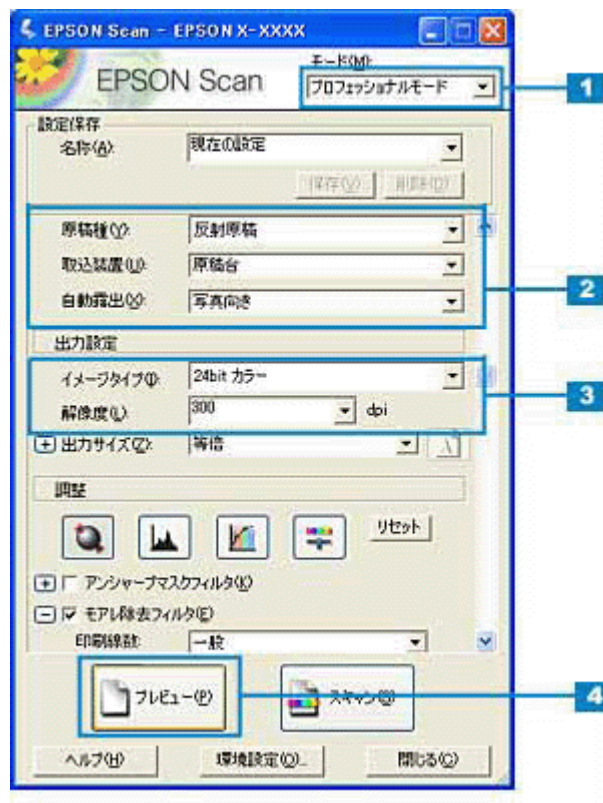 EPSON Scan - EPSON X-XXXX
EPSON Scan
モード(M):
プロフェッショナルモード
1
設定保存
名称(A):
現在の設定
保存(V)
削除(D)
原稿種(Y):
反射原稿
取込装置(U):
原稿台
自動露出(X):
写真向き
2
出力設定
イメージタイプ(I):
24bit カラー
解像度(L):
300
dpi
3
出力サイズ(Z):
等倍
調整
リセット
アンシャープマスクフィルタ(K)
モアレ除去フィルタ(E)
印刷線数:
一般
プレビュー(P)
スキャン(S)
4
ヘルプ(H)
環境設定(O)...
閉じる(C)